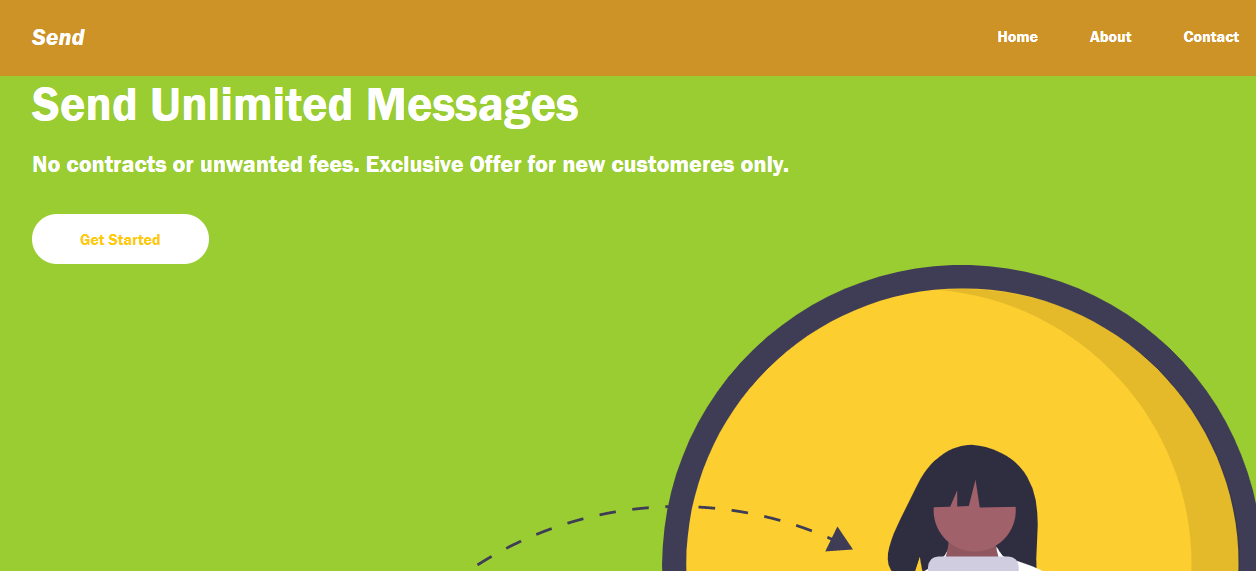 Send
Home About Contact
Send Unlimited Messages
No contracts or unwanted fees. Exclusive Offer for new customeres only.
Get Started